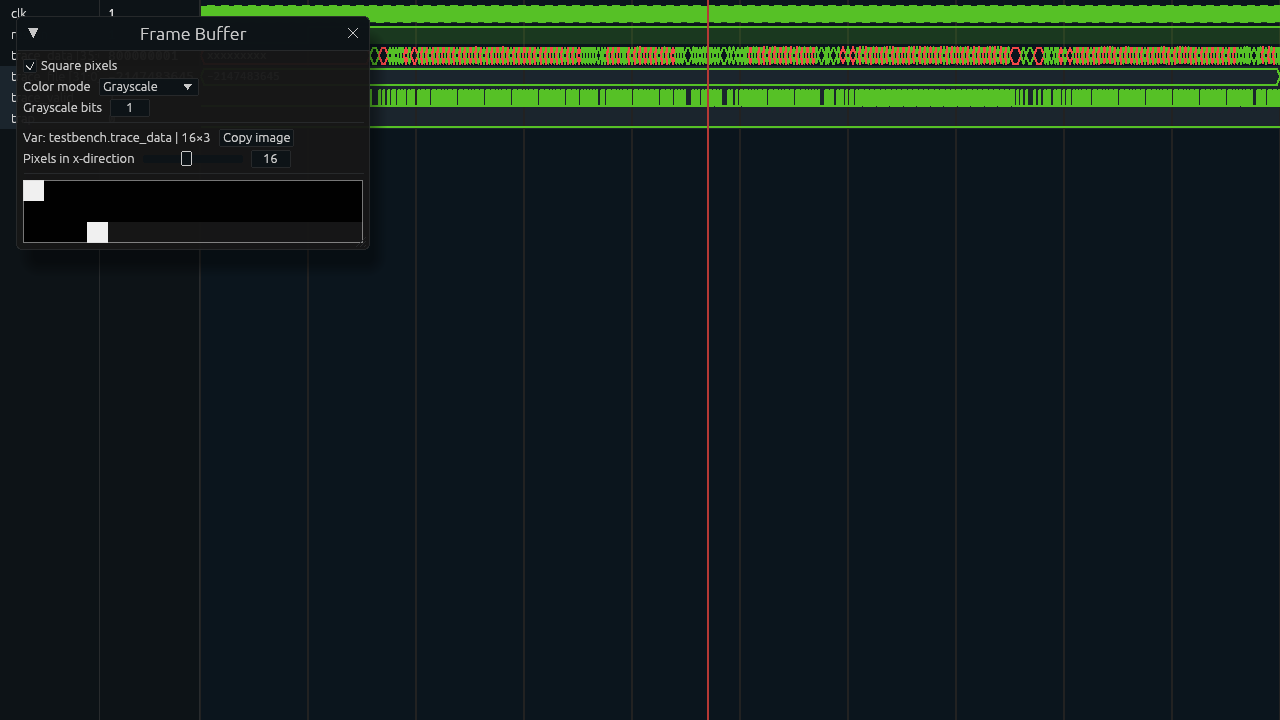 clk 1
Frame Buffer
Square pixels
Color mode Grayscale
Grayscale bits 1
Var: testbench.trace_data | 16×3 Copy image
Pixels in x-direction 16